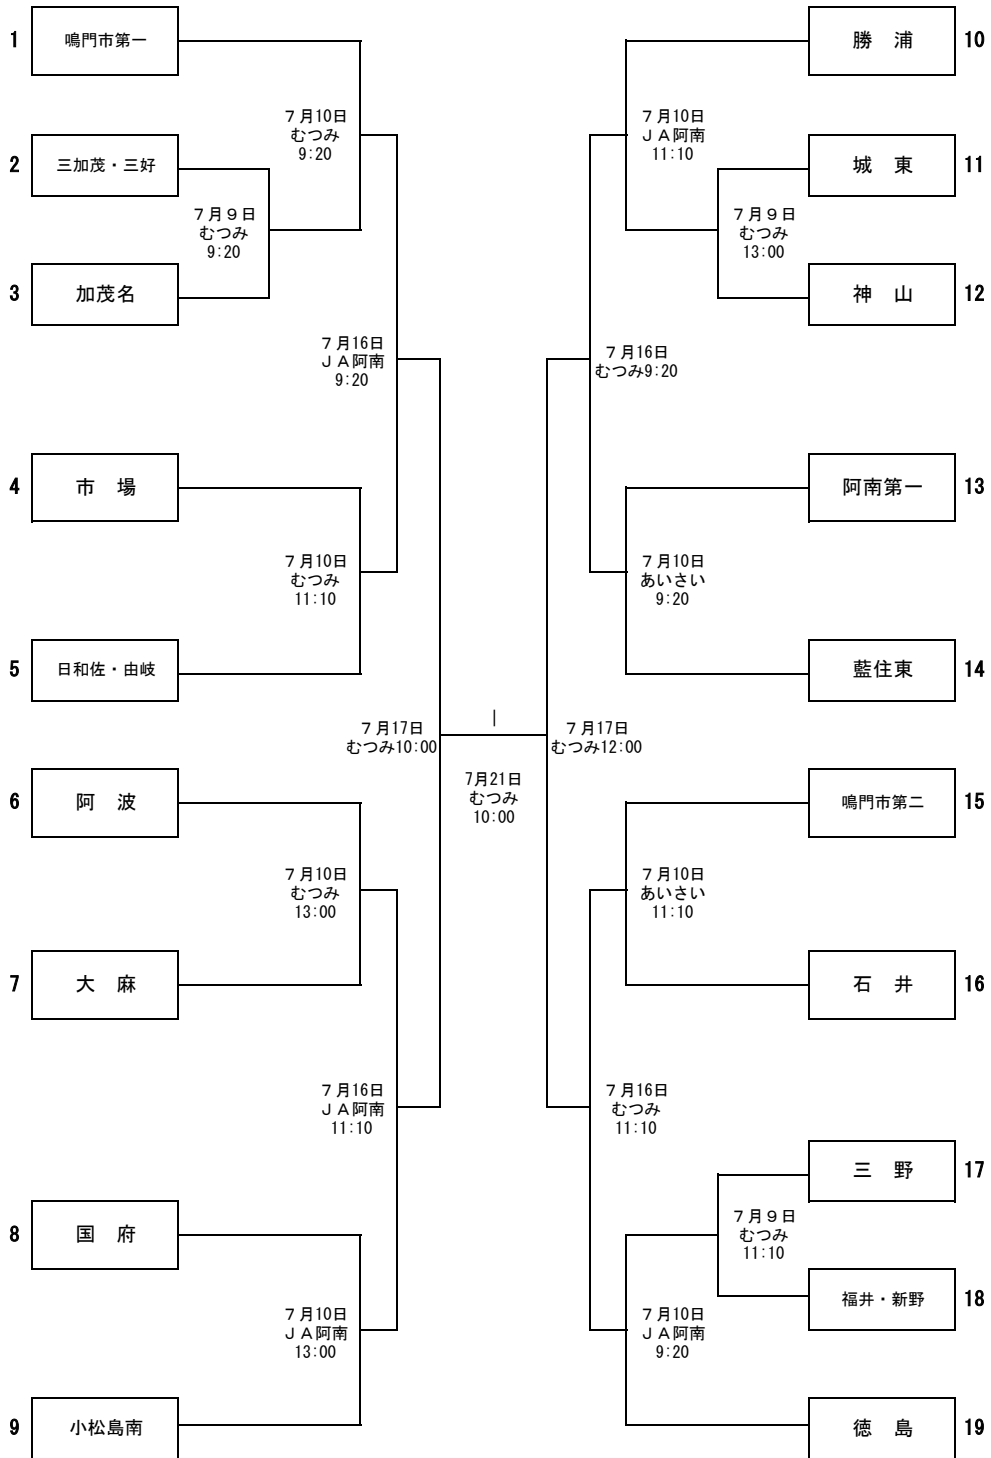 1 鳴門市第一
7月10日
むつみ
9:20
2 三加茂・三好
7月9日
むつみ
9:20
3 加茂名
7月16日
JA阿南
9:20
4 市 場
7月10日
むつみ
11:10
5 日和佐・由岐
7月17日
むつみ10:00
6 阿 波
7月10日
むつみ
13:00
7 大 麻
7月16日
JA阿南
11:10
8 国 府
7月10日
JA阿南
13:00
9 小松島南
|
7月21日
むつみ
10:00
勝 浦 10
7月10日
JA阿南
11:10
城 東 11
7月9日
むつみ
13:00
神 山 12
7月16日
むつみ9:20
阿南第一 13
7月10日
あいさい
9:20
藍住東 14
7月17日
むつみ12:00
鳴門市第二 15
7月10日
あいさい
11:10
石 井 16
7月16日
むつみ
11:10
三 野 17
7月9日
むつみ
11:10
福井・新野 18
7月10日
JA阿南
9:20
徳 島 19